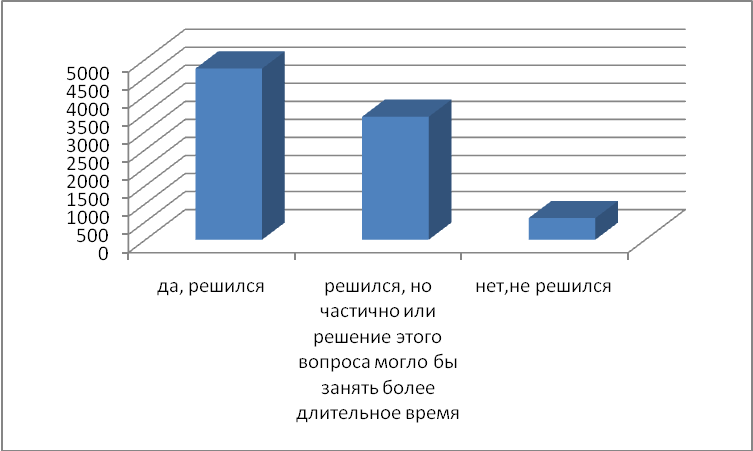 5000
4500
4000
3500
3000
2500
2000
1500
1000
500
0
да, решился
решился, но
частично или
решение этого
вопроса могло бы
занять более
длительное время
нет,не решился